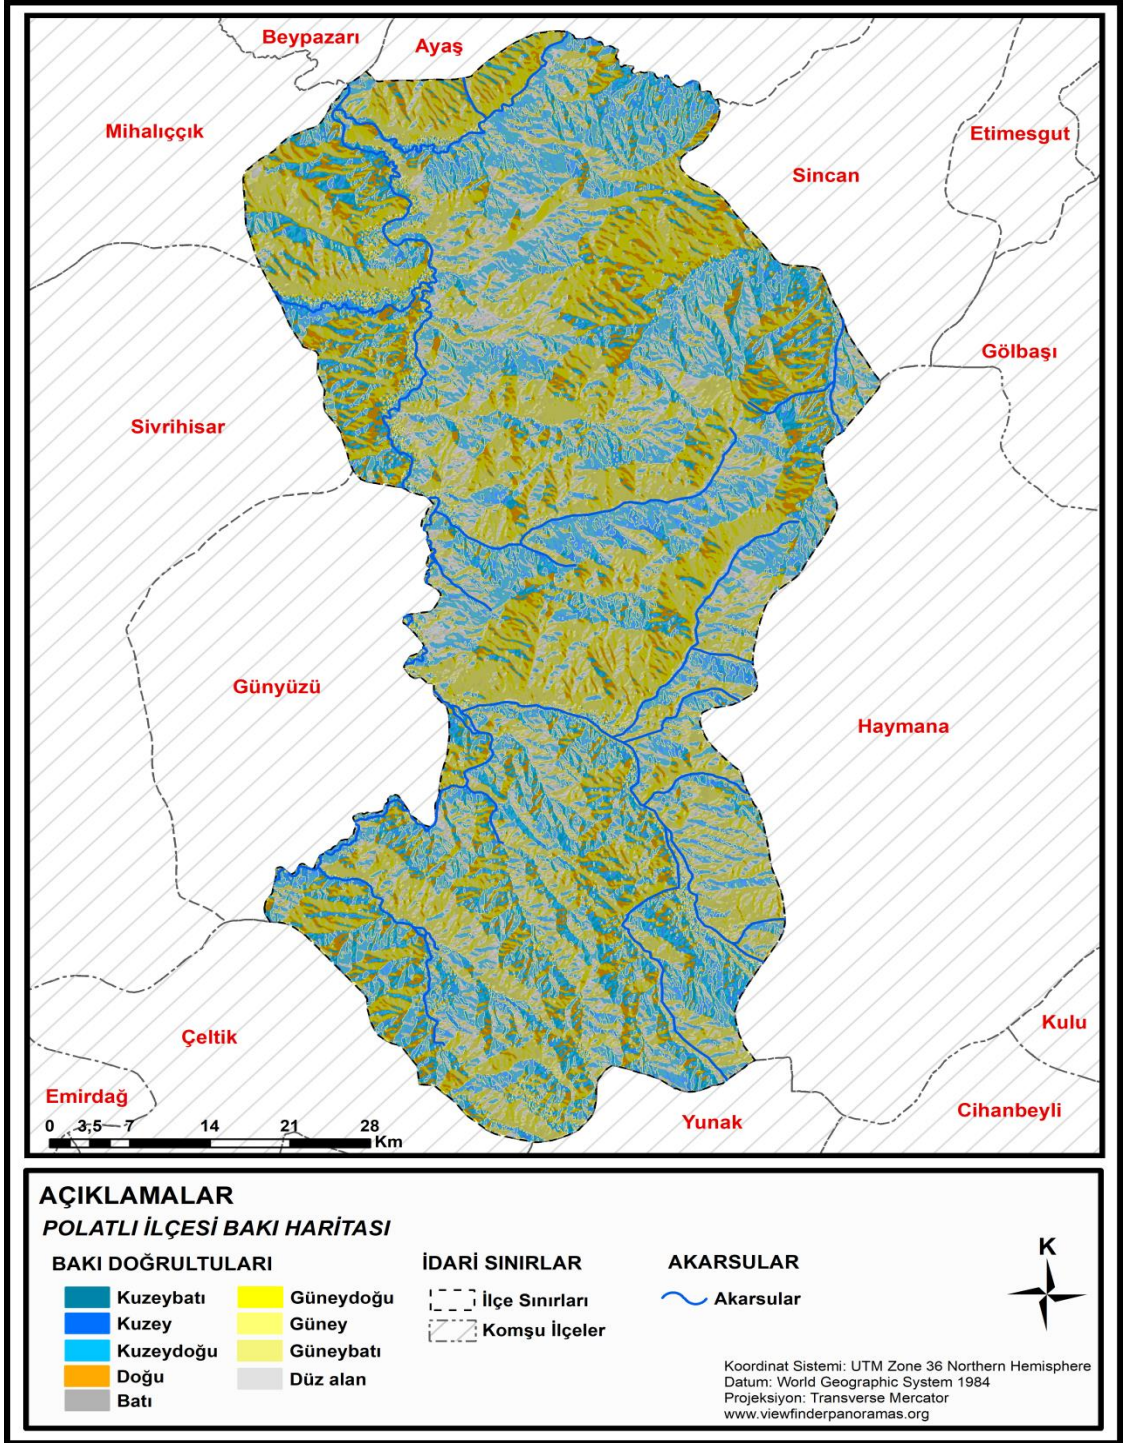 Beypazarı
Ayaş
Mihalıççık
Etimesgut
Sincan
Gölbaşı
Sivrihisar
Günyüzü
Haymana
Çeltik
Kulu
Emirdağ
Yunak
Cihanbeyli
0 3,5 7 14 21 28
Km
AÇIKLAMALAR
POLATLI İLÇESİ BAKI HARİTASI
BAKI DOĞRULTULARI
Kuzeybatı
Kuzey
Kuzeydoğu
Doğu
Batı
Güneydoğu
Güney
Güneybatı
Düz alan
İDARİ SINIRLAR
İlçe Sınırları
Komşu İlçeler
AKARSULAR
Akarsular
K
Koordinat Sistemi: UTM Zone 36 Northern Hemisphere
Datum: World Geographic System 1984
Projeksiyon: Transverse Mercator
www.viewfinderpanoramas.org